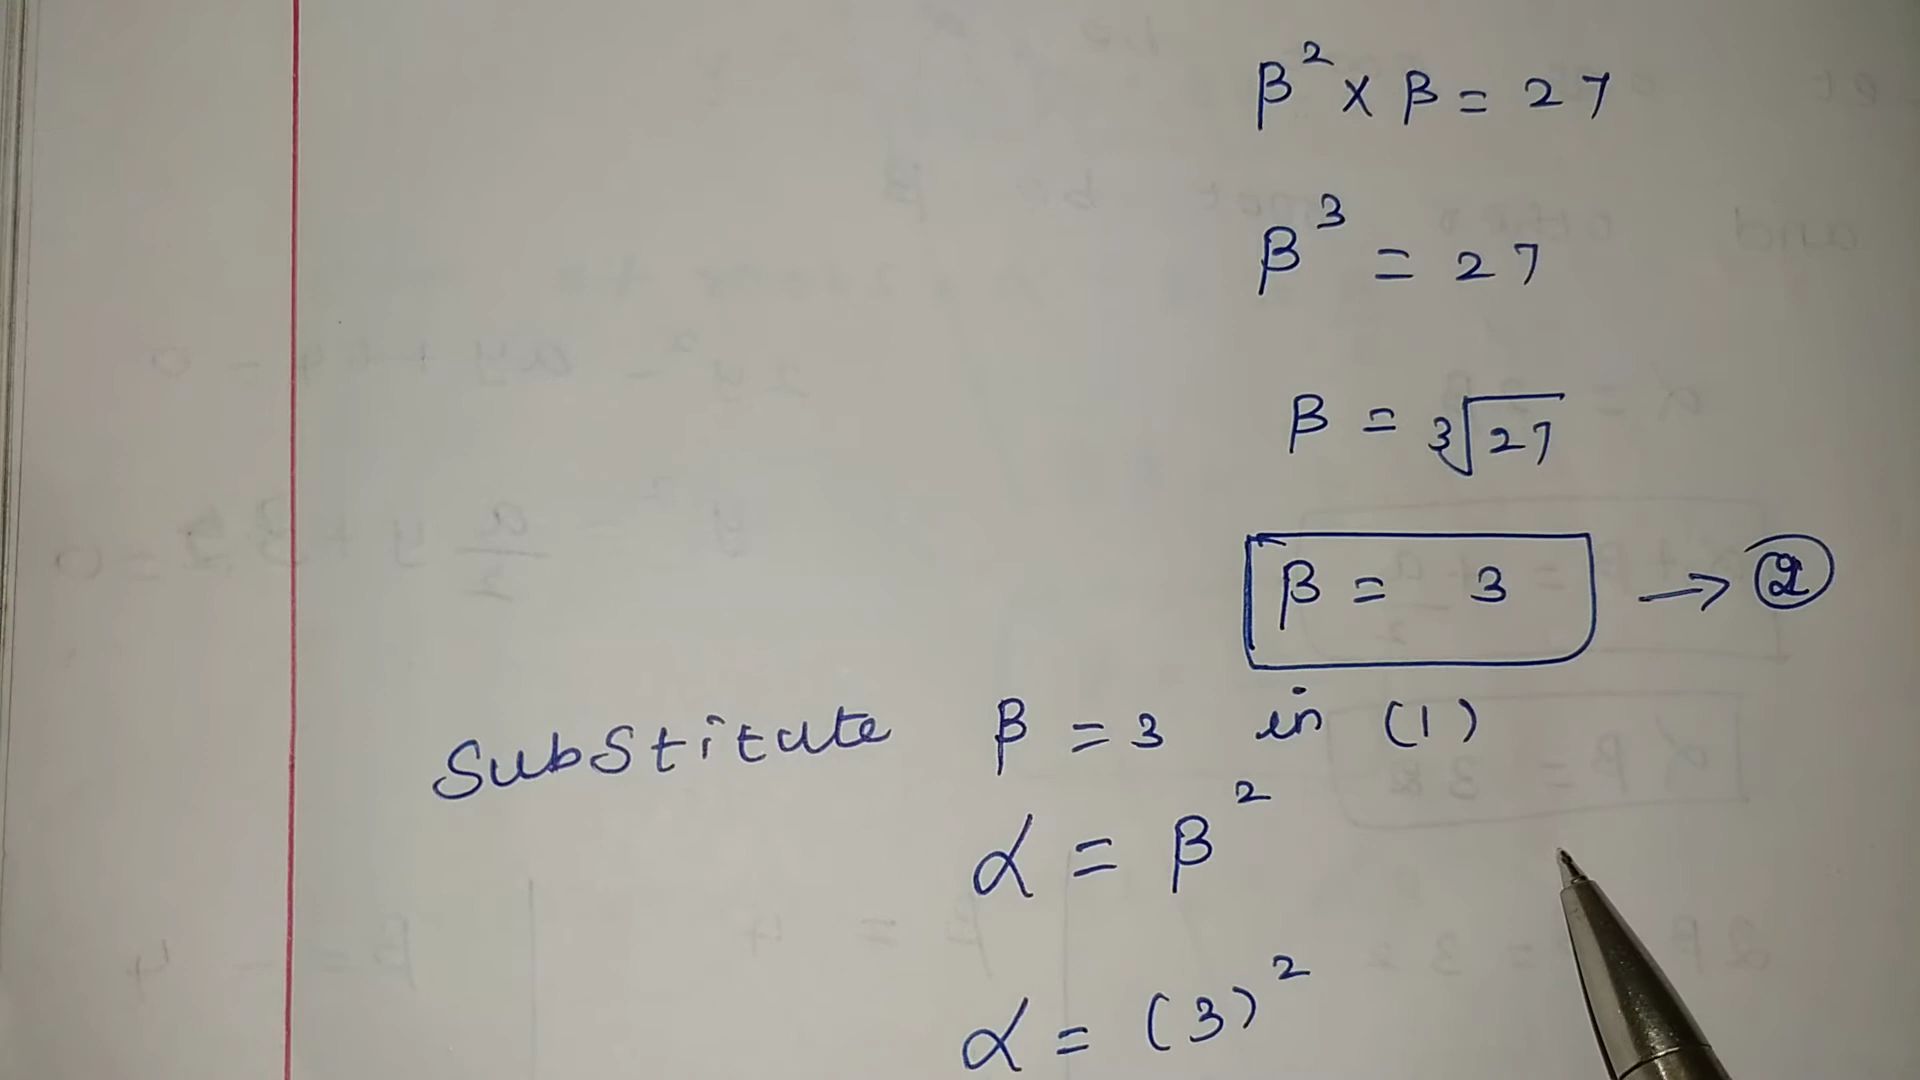 β² × β = 27
β³ = 27
β = ∛27
β = 3 → ②
Substitute β = 3 in (1)
α = β²
α = (3)²